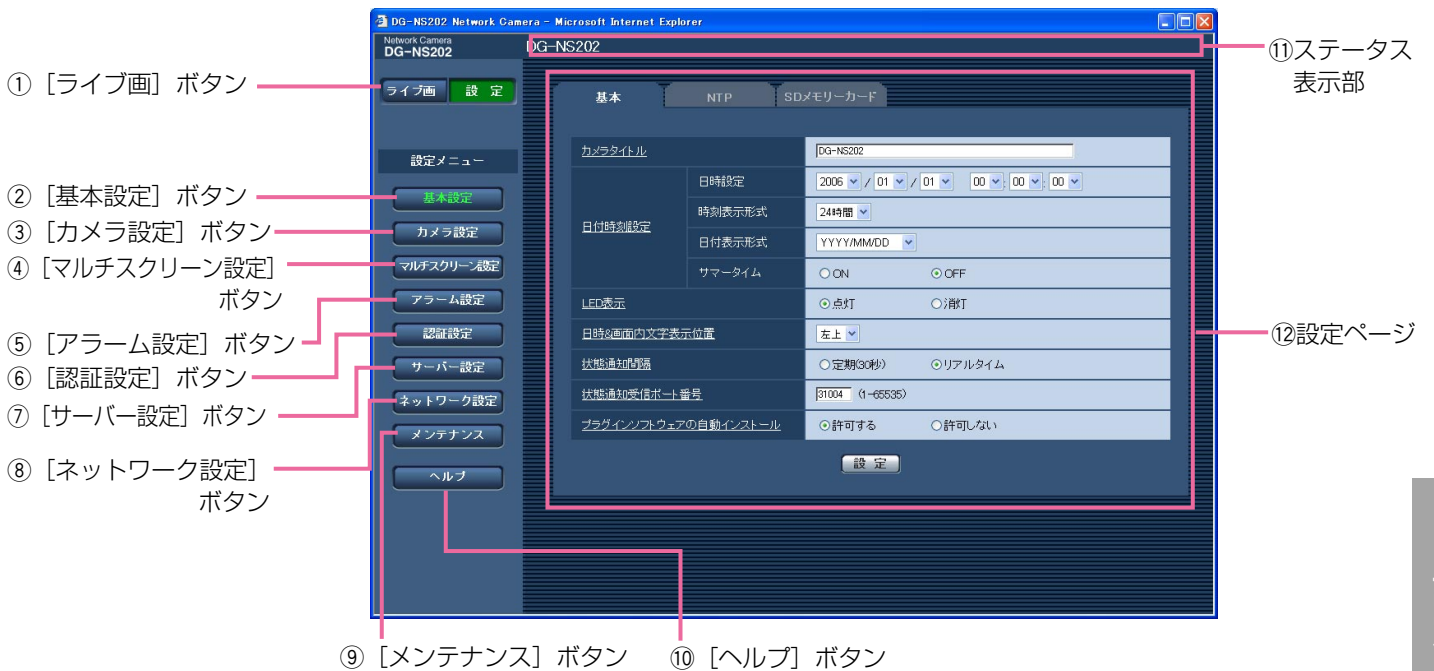 DG-NS202 Network Camera - Microsoft Internet Explorer
Network Camera
DG-NS202
DG-NS202
⑪ステータス
表示部
①［ライブ画］ボタン
ライブ画
設 定
基本
NTP
SDメモリーカード
設定メニュー
カメラタイトル
DG-NS202
②［基本設定］ボタン
基本設定
日付時刻設定
日時設定
2006 / 01 / 01 00 : 00 : 00
③［カメラ設定］ボタン
カメラ設定
時刻表示形式
24時間
日付表示形式
YYYY/MM/DD
④［マルチスクリーン設定］
ボタン
マルチスクリーン設定
サマータイム
ON
OFF
⑤［アラーム設定］ボタン
アラーム設定
LED表示
点灯
消灯
⑥［認証設定］ボタン
認証設定
日時&画面内文字表示位置
左上
⑫設定ページ
⑦［サーバー設定］ボタン
サーバー設定
状態通知間隔
定期(30秒)
リアルタイム
⑧［ネットワーク設定］
ボタン
ネットワーク設定
状態通知受信ポート番号
31004 (1-65535)
メンテナンス
プラグインソフトウェアの自動インストール
許可する
許可しない
設 定
ヘルプ
⑨［メンテナンス］ボタン
⑩［ヘルプ］ボタン